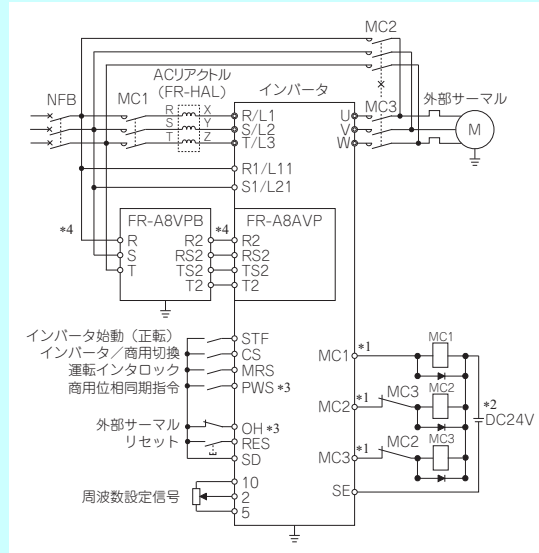 MC2
ACリアクトル
(FR-HAL)
インバータ
NFB
MC1
MC3
外部サーマル
R
X
R/L1
U
S
Y
S/L2
V
T
Z
T/L3
W
M
R1/L11
S1/L21
FR-A8VPB
FR-A8AVP
*4
R
R2
*4
R2
S
RS2
RS2
T
TS2
TS2
T2
T2
インバータ始動（正転）
STF
インバータ／商用切換
CS
運転インタロック
MRS
商用位相同期指令
PWS *3
外部サーマル
OH *3
リセット
RES
SD
周波数設定信号
10
2
5
MC1
*1
MC1
MC2
*1
MC3
MC2
*2
DC24V
MC3
*1
MC2
MC3
SE